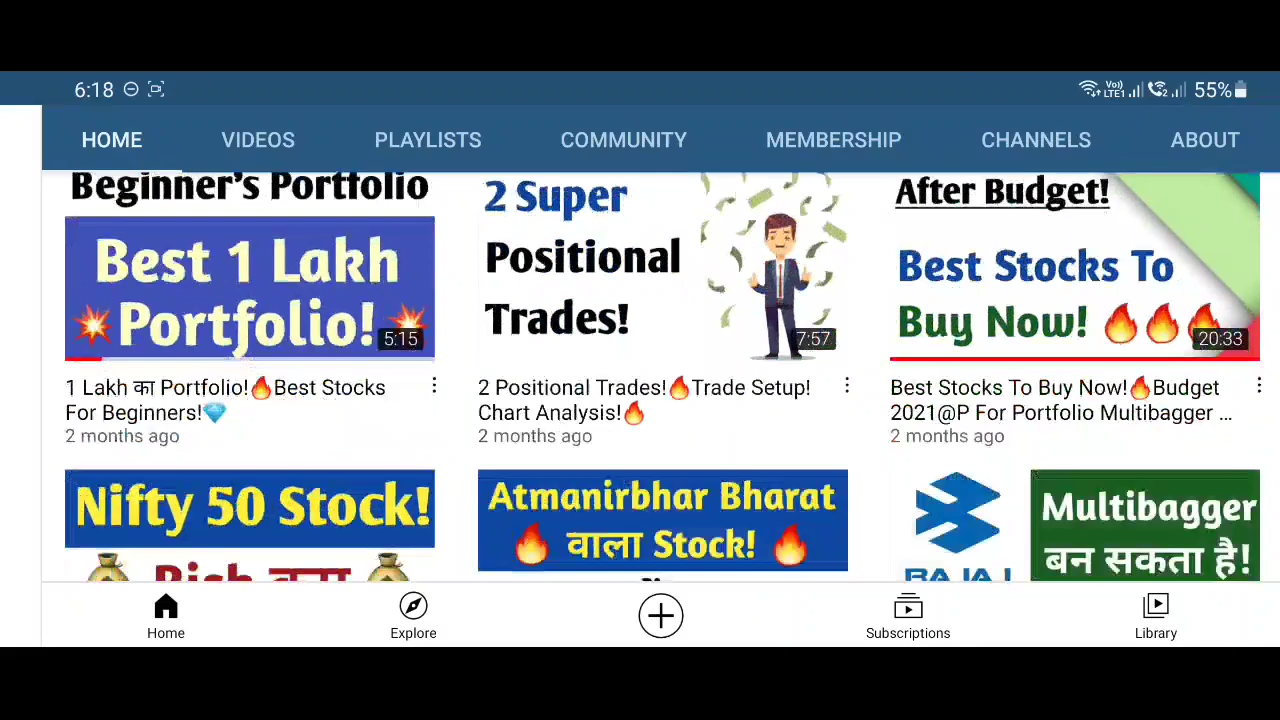 6:18
Vo)) LTE1 2 55%
HOME VIDEOS PLAYLISTS COMMUNITY MEMBERSHIP CHANNELS ABOUT
Beginner's Portfolio
Best 1 Lakh
Portfolio!
5:15
1 Lakh का Portfolio!🔥Best Stocks
For Beginners!💎
2 months ago
2 Super
Positional
Trades!
7:57
2 Positional Trades!🔥Trade Setup!
Chart Analysis!🔥
2 months ago
After Budget!
Best Stocks To
Buy Now! 🔥🔥🔥
20:33
Best Stocks To Buy Now!🔥Budget
2021@P For Portfolio Multibagger ...
2 months ago
Nifty 50 Stock!
Atmanirbhar Bharat
🔥 वाला Stock! 🔥
BAJAJ
Multibagger
बन सकता है!
Home Explore Subscriptions Library